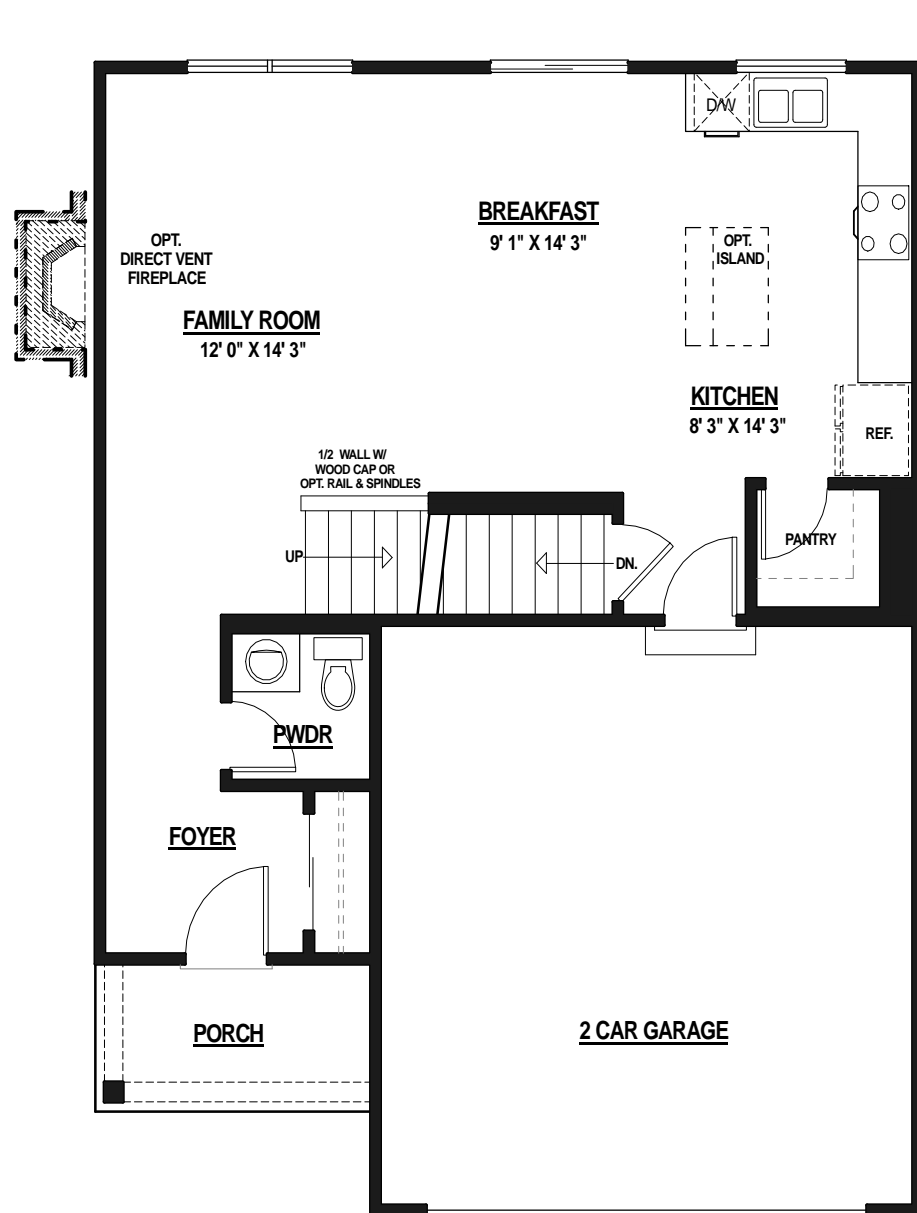 D/W
BREAKFAST
9' 1" X 14' 3"
OPT.
ISLAND
OPT.
DIRECT VENT
FIREPLACE
FAMILY ROOM
12' 0" X 14' 3"
KITCHEN
8' 3" X 14' 3"
REF.
1/2 WALL W/
WOOD CAP OR
OPT. RAIL & SPINDLES
UP
DN.
PANTRY
PWDR
FOYER
PORCH
2 CAR GARAGE